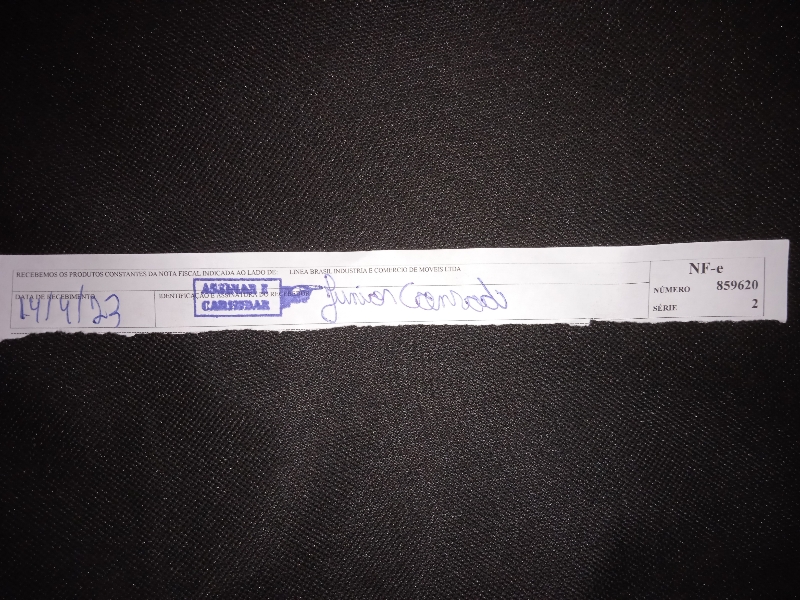 RECEBEMOS OS PRODUTOS CONSTANTES DA NOTA FISCAL INDICADA AO LADO DE: LINEA BRASIL INDUSTRIA E COMERCIO DE MOVEIS LTDA
NF-e
NÚMERO 859620
SÉRIE 2
DATA DE RECEBIMENTO
14/4/23
IDENTIFICAÇÃO E ASSINATURA DO RECEBEDOR
ASSINAR E
CARIMBAR
Junior Conrado